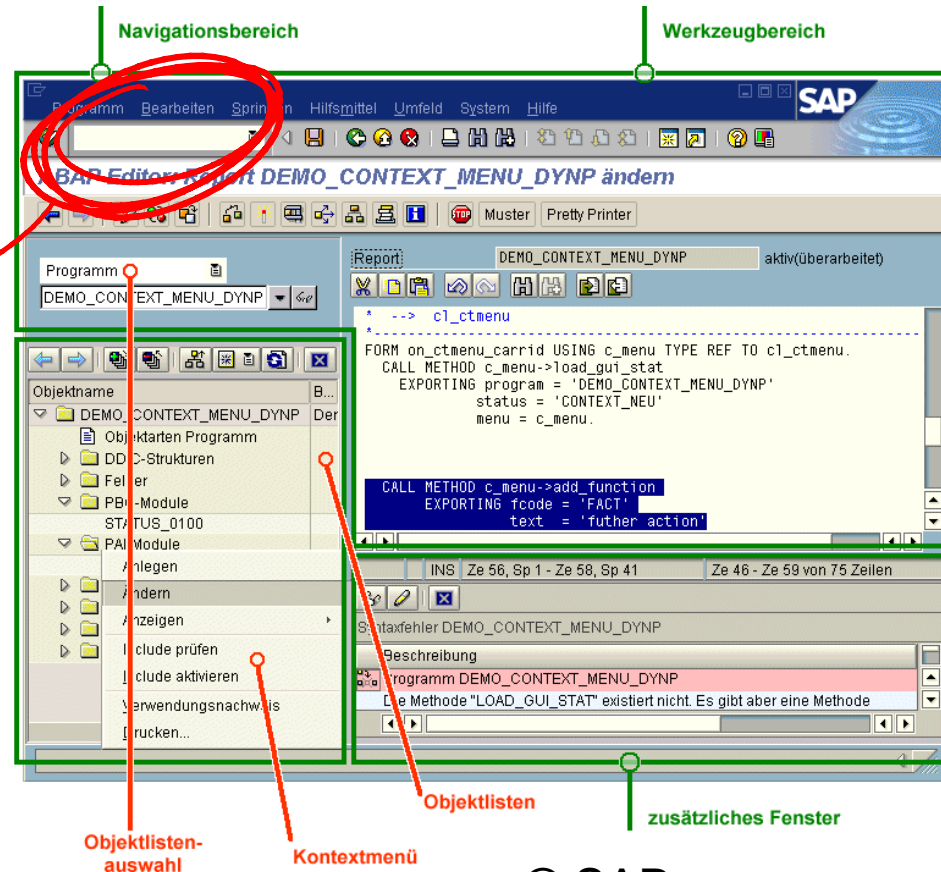 Navigationsbereich
Werkzeugbereich
Programm Bearbeiten Springen Hilfsmittel Umfeld System Hilfe
SAP
ABAP Editor: Report DEMO_CONTEXT_MENU_DYNP ändern
STOP Muster Pretty Printer
Programm
DEMO_CONTEXT_MENU_DYNP
Report DEMO_CONTEXT_MENU_DYNP aktiv(überarbeitet)
* --> cl_ctmenu
*---------------------------------------------------------------
FORM on_ctmenu_carrid USING c_menu TYPE REF TO cl_ctmenu.
CALL METHOD c_menu->load_gui_stat
EXPORTING program = 'DEMO_CONTEXT_MENU_DYNP'
status = 'CONTEXT_NEU'
menu = c_menu.
CALL METHOD c_menu->add_function
EXPORTING fcode = 'FACT'
text = 'futher action'
INS Ze 56, Sp 1 - Ze 58, Sp 41 Ze 46 - Ze 59 von 75 Zeilen
Objektname B...
DEMO_CONTEXT_MENU_DYNP Der
Objektarten Programm
DDIC-Strukturen
Felder
PBO-Module
STATUS_0100
PAI-Module
Anlegen
Ändern
Anzeigen
Include prüfen
Include aktivieren
Verwendungsnachweis
Drucken...
Syntaxfehler DEMO_CONTEXT_MENU_DYNP
Beschreibung
Programm DEMO_CONTEXT_MENU_DYNP
Die Methode "LOAD_GUI_STAT" existiert nicht. Es gibt aber eine Methode
Objektlisten
zusätzliches Fenster
Objektlisten-
auswahl
Kontextmenü